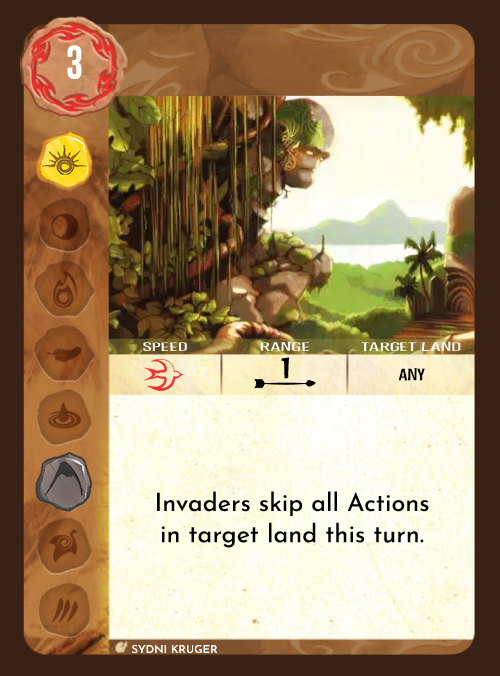 3
SPEED
RANGE
TARGET LAND
1
ANY
Invaders skip all Actions
in target land this turn.
SYDNI KRUGER